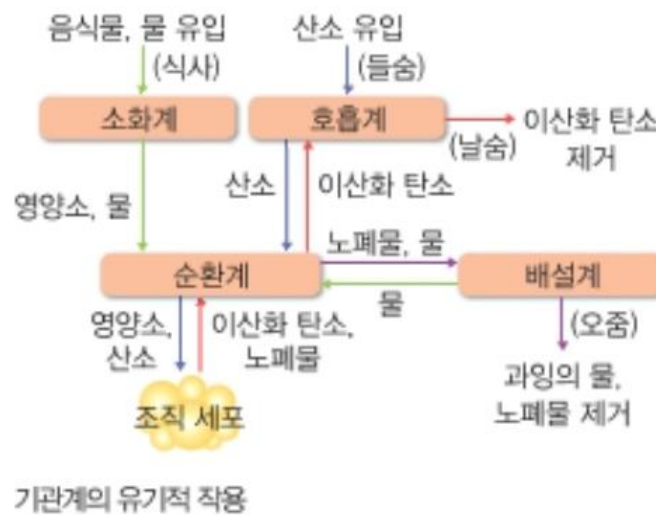 음식물, 물 유입
산소 유입
(식사)
(들숨)
소화계
호흡계
이산화 탄소
제거
(날숨)
산소
이산화 탄소
영양소, 물
노폐물, 물
순환계
배설계
물
영양소,
산소
이산화 탄소,
노폐물
(오줌)
과잉의 물,
노폐물 제거
조직 세포
기관계의 유기적 작용